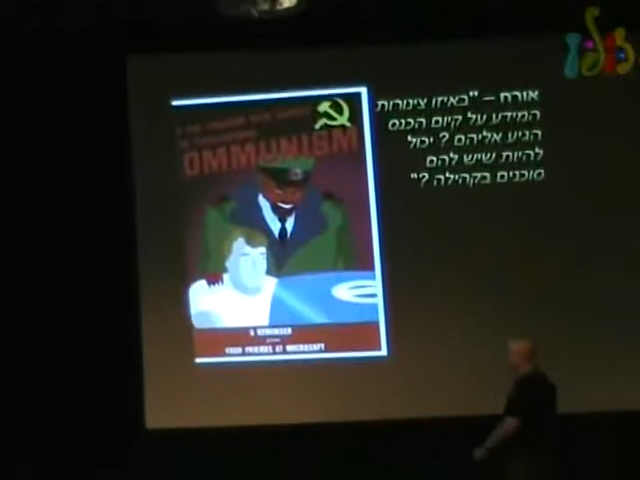 אורח – "באיזו צינורות
המידע על קיום הכנס
הגיע אליהם ? יכול
להיות שיש להם
סוכנים בקהילה ?"
OMMUNISM
A REMINDER
YOUR FRIENDS AT MICROSOFT